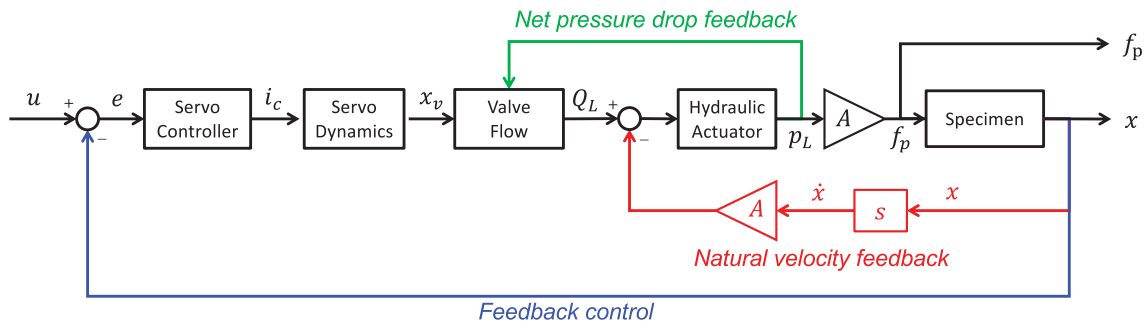 Net pressure drop feedback
f_p
u
+
e
Servo
Controller
i_c
Servo
Dynamics
x_v
Valve
Flow
Q_L
+
Hydraulic
Actuator
p_L
A
f_p
Specimen
x
−
−
A
ẋ
s
x
Natural velocity feedback
Feedback control